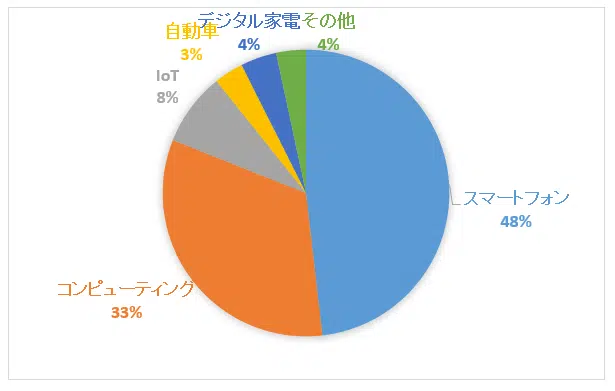 デジタル家電
4%
その他
4%
自動車
3%
IoT
8%
スマートフォン
48%
コンピューティング
33%